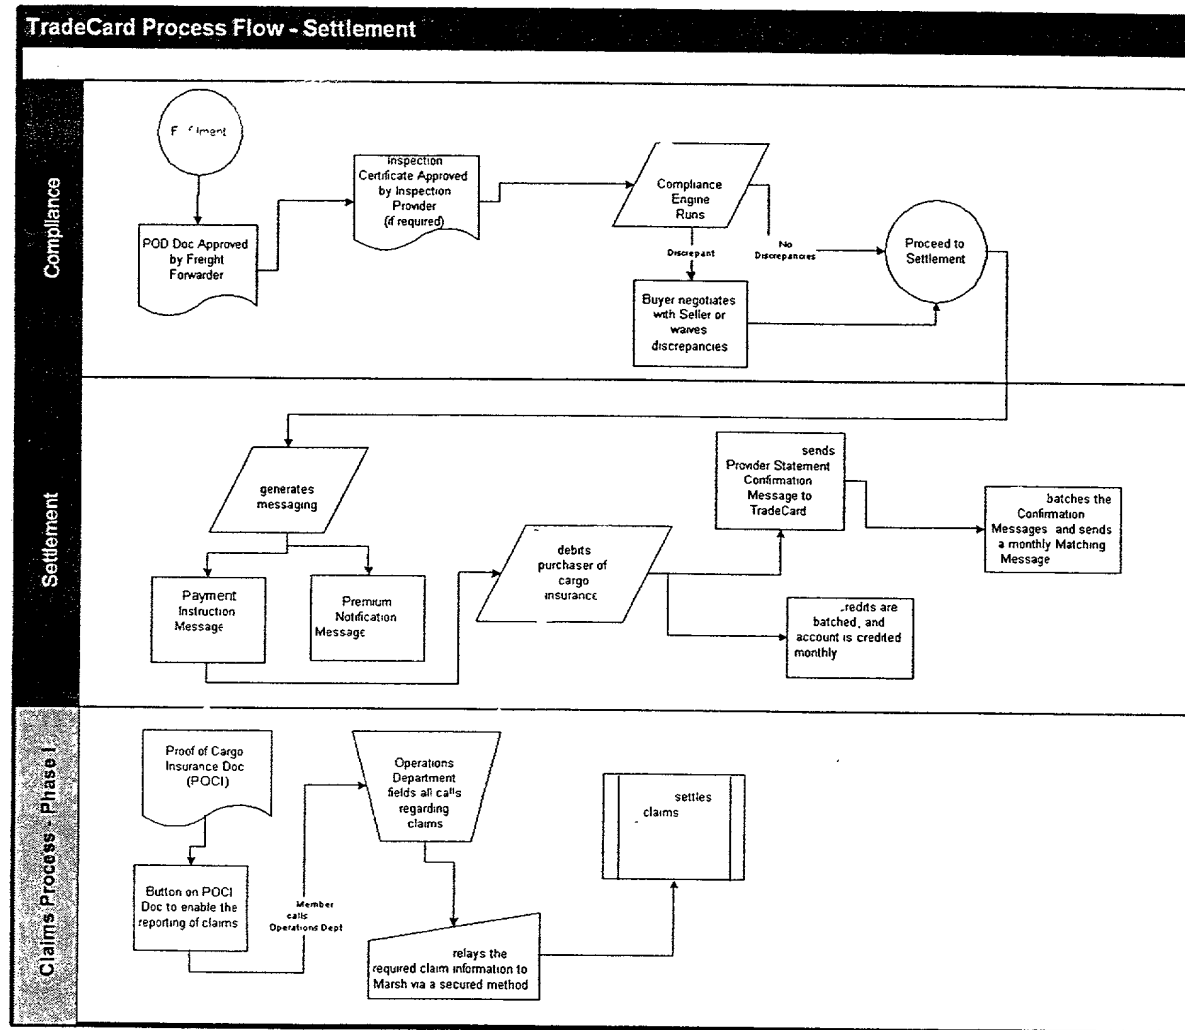 TradeCard Process Flow - Settlement
Compliance
POD Doc Approved
by Freight
Forwarder
Inspection
Certificate Approved
by Inspection
Provider
(if required)
Compliance
Engine
Runs
Discrepant
No
Discrepancies
Buyer negotiates
with Seller or
waives
discrepancies
Proceed to
Settlement
Settlement
generates
messaging
Payment
Instruction
Message
Premium
Notification
Message
debits
purchaser of
cargo
insurance
sends
Provider Statement
Confirmation
Message to
TradeCard
batches the
Confirmation
Messages and sends
a monthly Matching
Message
are
batched, and
account is credited
monthly
Claims Process - Phase I
Proof of Cargo
Insurance Doc
(POCI)
Button on POCI
Doc to enable the
reporting of claims
Member
calls
Operations Dept
Operations
Department
fields all calls
regarding
claims
relays the
required claim information to
Marsh via a secured method
settles
claims